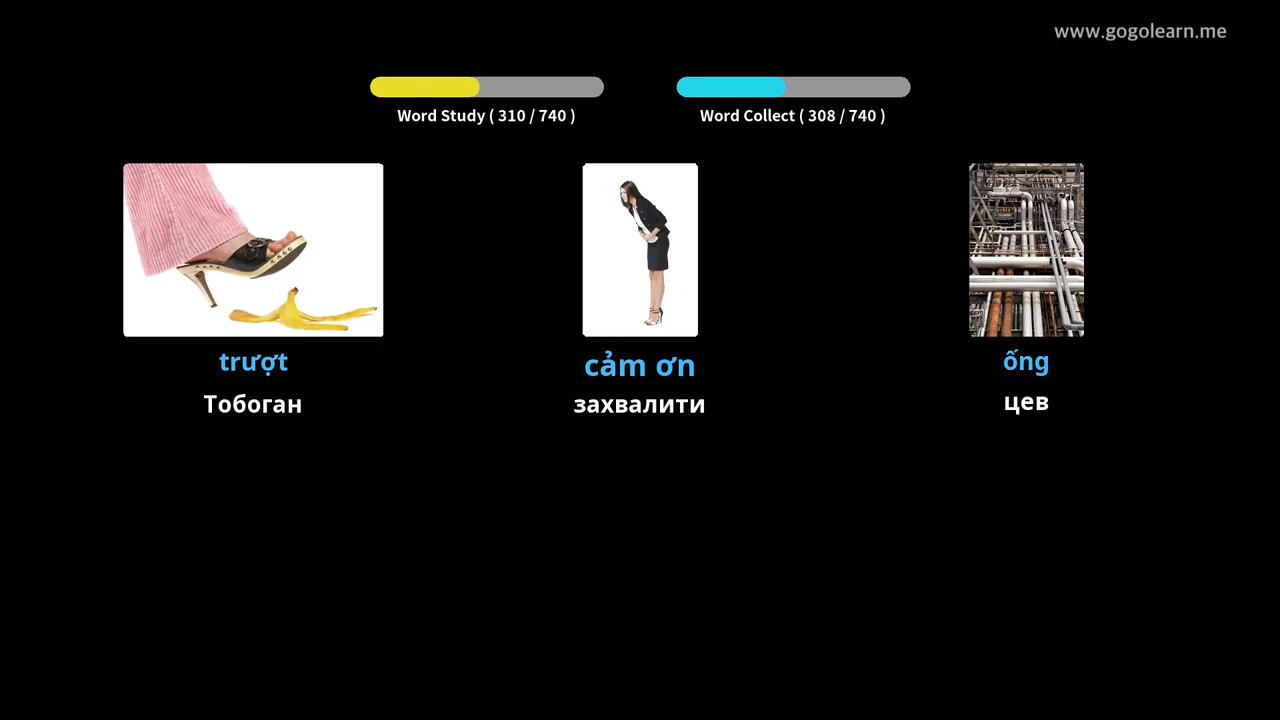 www.gogolearn.me
Word Study ( 310 / 740 )
Word Collect ( 308 / 740 )
trượt
cảm ơn
ống
Тобоган
захвалити
цев